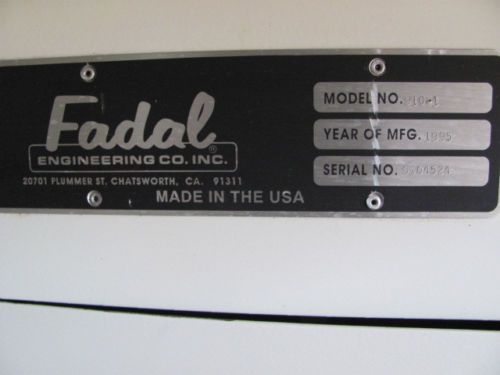 Fadal®
ENGINEERING CO. INC.
20701 PLUMMER ST. CHATSWORTH, CA. 91311
MADE IN THE USA
MODEL NO.
YEAR OF MFG. 1995
SERIAL NO.